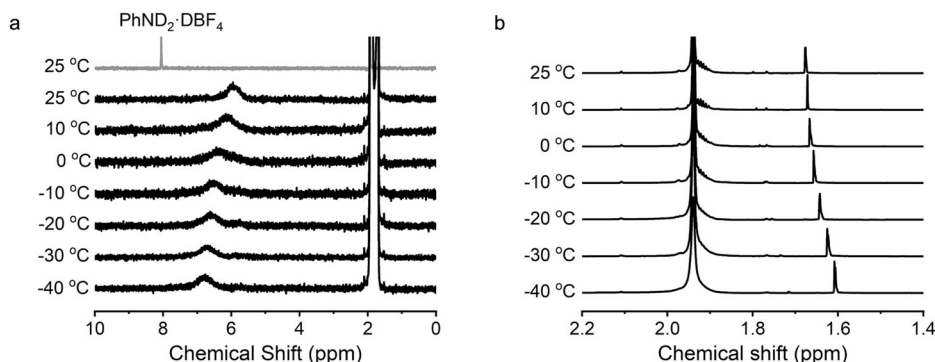 a
PhND₂·DBF₄
25 °C
25 °C
10 °C
0 °C
-10 °C
-20 °C
-30 °C
-40 °C
10 8 6 4 2 0
Chemical Shift (ppm)
b
25 °C
10 °C
0 °C
-10 °C
-20 °C
-30 °C
-40 °C
2.2 2.0 1.8 1.6 1.4
Chemical shift (ppm)